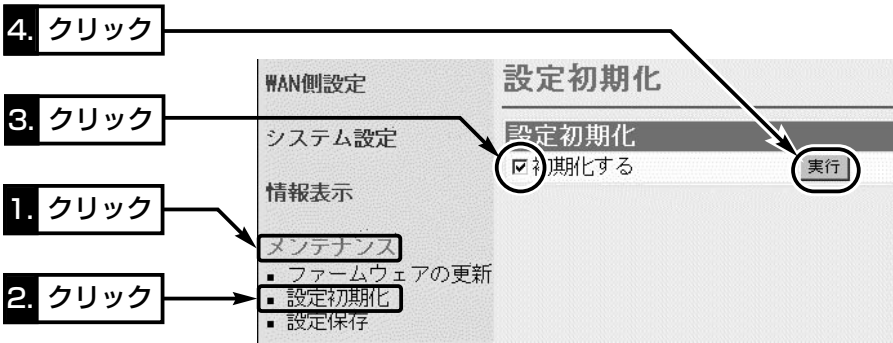 4. クリック
WAN側設定
設定初期化
3. クリック
システム設定
設定初期化
初期化する
実行
情報表示
1. クリック
メンテナンス
ファームウェアの更新
2. クリック
設定初期化
設定保存